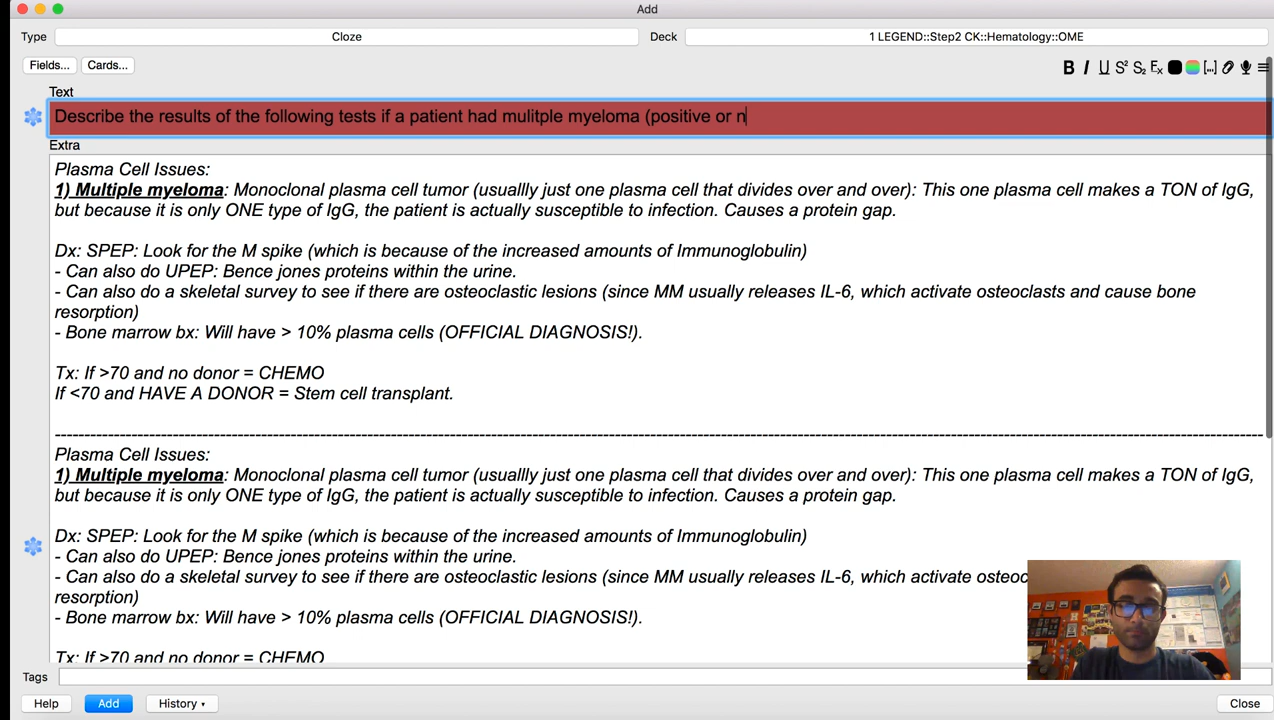 Add
Type Cloze Deck 1 LEGEND::Step2 CK::Hematology::OME
Fields... Cards... B I U S² S₂ Eₓ [...]
Text
Describe the results of the following tests if a patient had mulitple myeloma (positive or n
Extra
Plasma Cell Issues:
1) Multiple myeloma: Monoclonal plasma cell tumor (usuallly just one plasma cell that divides over and over): This one plasma cell makes a TON of IgG,
but because it is only ONE type of IgG, the patient is actually susceptible to infection. Causes a protein gap.
Dx: SPEP: Look for the M spike (which is because of the increased amounts of Immunoglobulin)
- Can also do UPEP: Bence jones proteins within the urine.
- Can also do a skeletal survey to see if there are osteoclastic lesions (since MM usually releases IL-6, which activate osteoclasts and cause bone
resorption)
- Bone marrow bx: Will have > 10% plasma cells (OFFICIAL DIAGNOSIS!).
Tx: If >70 and no donor = CHEMO
If <70 and HAVE A DONOR = Stem cell transplant.
--------------------------------------------------------------------------------
Plasma Cell Issues:
1) Multiple myeloma: Monoclonal plasma cell tumor (usuallly just one plasma cell that divides over and over): This one plasma cell makes a TON of IgG,
but because it is only ONE type of IgG, the patient is actually susceptible to infection. Causes a protein gap.
Dx: SPEP: Look for the M spike (which is because of the increased amounts of Immunoglobulin)
- Can also do UPEP: Bence jones proteins within the urine.
- Can also do a skeletal survey to see if there are osteoclastic lesions (since MM usually releases IL-6, which activate osteoc
resorption)
- Bone marrow bx: Will have > 10% plasma cells (OFFICIAL DIAGNOSIS!).
Tx: If >70 and no donor = CHEMO
Tags
Help Add History Close